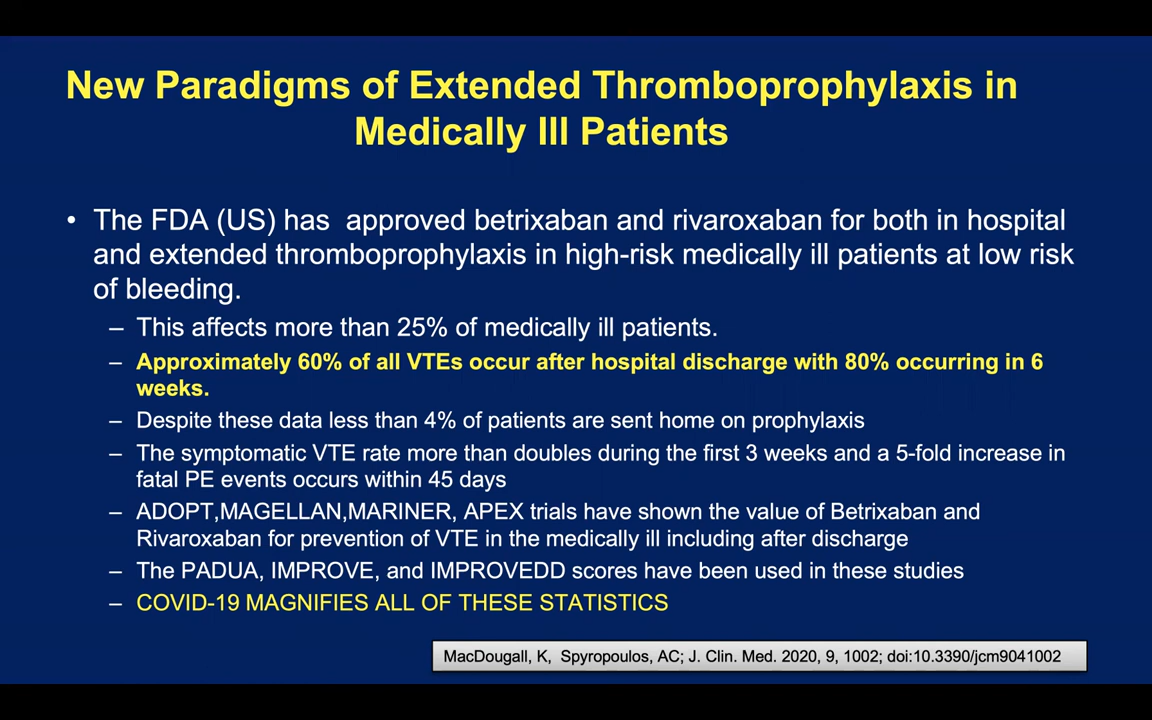 New Paradigms of Extended Thromboprophylaxis in
Medically Ill Patients
• The FDA (US) has approved betrixaban and rivaroxaban for both in hospital
and extended thromboprophylaxis in high-risk medically ill patients at low risk
of bleeding.
– This affects more than 25% of medically ill patients.
– Approximately 60% of all VTEs occur after hospital discharge with 80% occurring in 6
weeks.
– Despite these data less than 4% of patients are sent home on prophylaxis
– The symptomatic VTE rate more than doubles during the first 3 weeks and a 5-fold increase in
fatal PE events occurs within 45 days
– ADOPT,MAGELLAN,MARINER, APEX trials have shown the value of Betrixaban and
Rivaroxaban for prevention of VTE in the medically ill including after discharge
– The PADUA, IMPROVE, and IMPROVEDD scores have been used in these studies
– COVID-19 MAGNIFIES ALL OF THESE STATISTICS
MacDougall, K, Spyropoulos, AC; J. Clin. Med. 2020, 9, 1002; doi:10.3390/jcm9041002